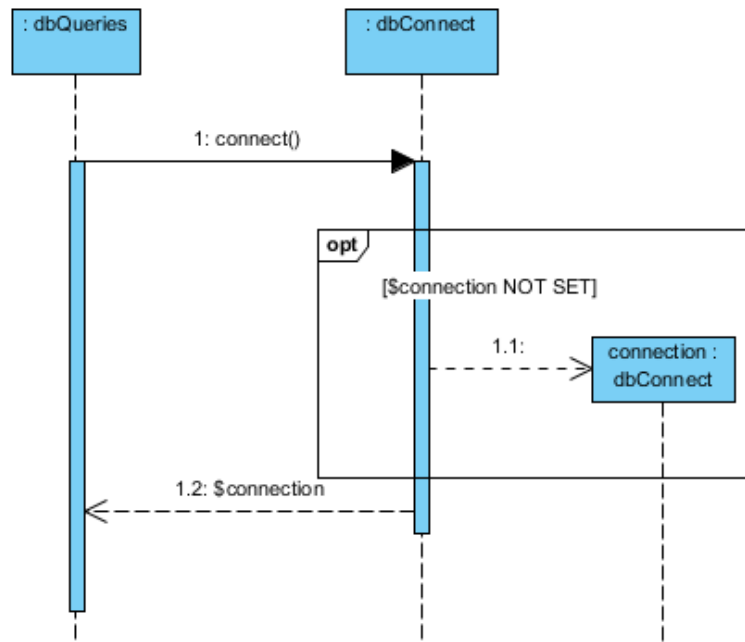 : dbQueries
: dbConnect
1: connect()
opt
[$connection NOT SET]
1.1:
connection :
dbConnect
1.2: $connection